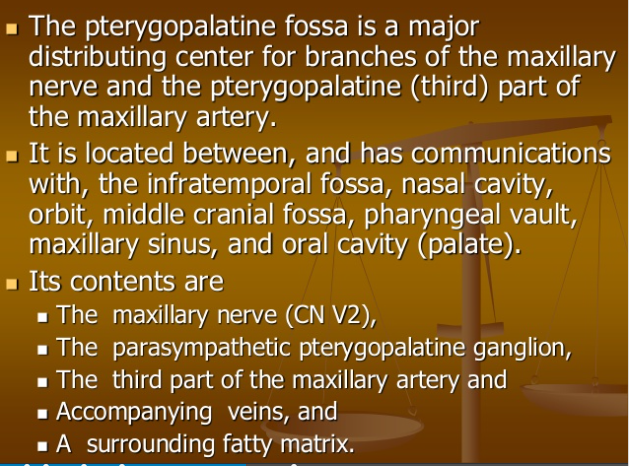 The pterygopalatine fossa is a major
distributing center for branches of the maxillary
nerve and the pterygopalatine (third) part of
the maxillary artery.
It is located between, and has communications
with, the infratemporal fossa, nasal cavity,
orbit, middle cranial fossa, pharyngeal vault,
maxillary sinus, and oral cavity (palate).
Its contents are
The maxillary nerve (CN V2),
The parasympathetic pterygopalatine ganglion,
The third part of the maxillary artery and
Accompanying veins, and
A surrounding fatty matrix.